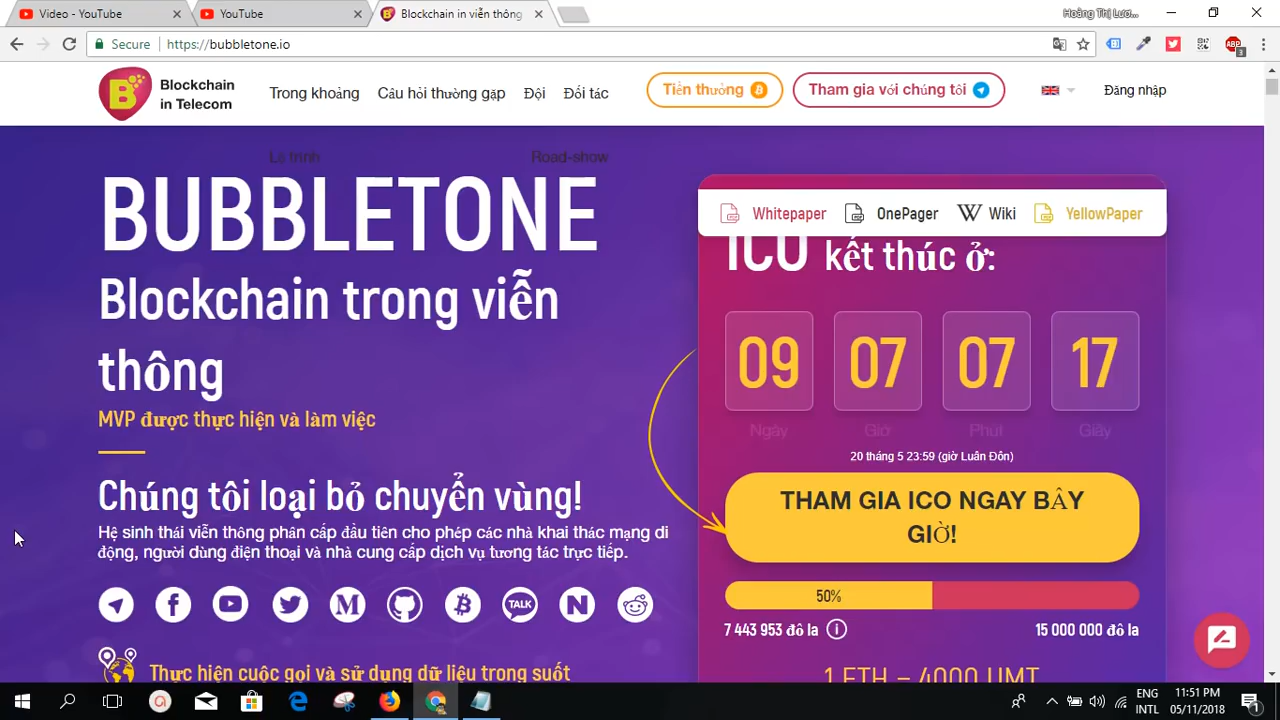 Video - YouTube
YouTube
Blockchain in viễn thông
Hoàng Thị Lươ...
Secure
https://bubbletone.io
ABP
3
Blockchain
in Telecom
Trong khoảng
Câu hỏi thường gặp
Đội
Đối tác
Tiền thưởng
Tham gia với chúng tôi
Đăng nhập
Lộ trình
Road-show
BUBBLETONE
Blockchain trong viễn
thông
MVP được thực hiện và làm việc
Chúng tôi loại bỏ chuyển vùng!
Hệ sinh thái viễn thông phân cấp đầu tiên cho phép các nhà khai thác mạng di
động, người dùng điện thoại và nhà cung cấp dịch vụ tương tác trực tiếp.
TALK
Thực hiện cuộc gọi và sử dụng dữ liệu trong suốt
Whitepaper
OnePager
Wiki
YellowPaper
ICO kết thúc ở:
09 07 07 17
Ngày Giờ Phút Giây
20 tháng 5 23:59 (giờ Luân Đôn)
THAM GIA ICO NGAY BÂY
GIỜ!
50%
7 443 953 đô la
15 000 000 đô la
1 ETH = 4000 UMT
ENG
INTL
11:51 PM
05/11/2018
1